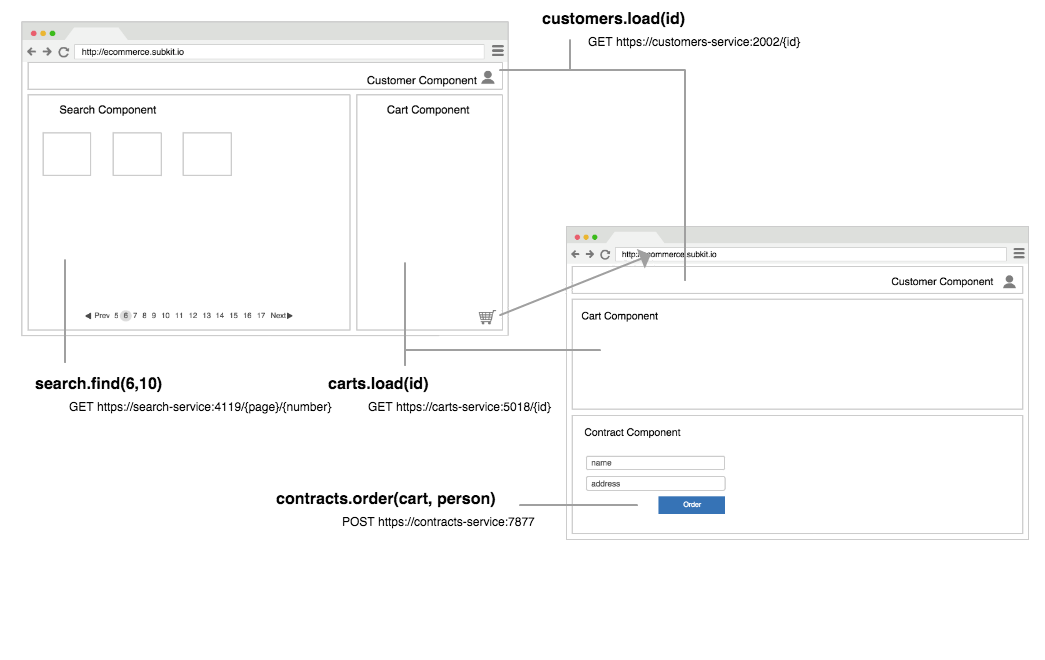 customers.load(id)
GET https://customers-service:2002/{id}
http://ecommerce.subkit.io
Customer Component
Search Component
Cart Component
Prev 5 6 7 8 9 10 11 12 13 14 15 16 17 Next
search.find(6,10)
GET https://search-service:4119/{page}/{number}
carts.load(id)
GET https://carts-service:5018/{id}
http://ecommerce.subkit.io
Customer Component
Cart Component
Contract Component
name
address
Order
contracts.order(cart, person)
POST https://contracts-service:7877